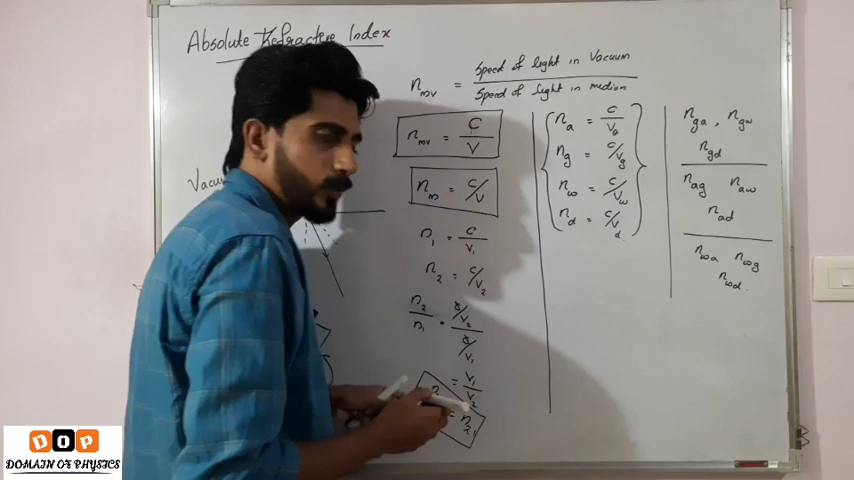 Absolute Refractive Index
n_mv = Speed of light in Vacuum / Speed of light in medium
n_mv = C/V
n_m = C/V
n_1 = C/V_1
n_2 = C/V_2
n_2/n_1 = C/V_2 / C/V_1
= V_1/V_2
n_a = C/V_a
n_g = C/V_g
n_w = C/V_w
n_d = C/V_d
n_ga , n_gw
n_gd
n_ag n_aw
n_ad
n_wa n_wg
n_wd.
DOP
DOMAIN OF PHYSICS